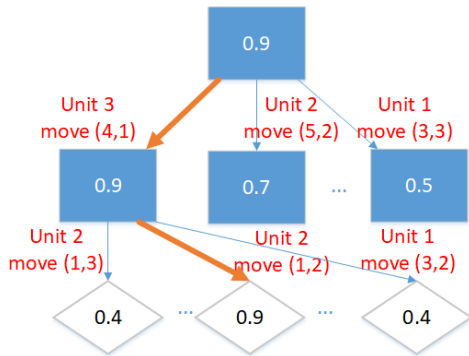 0.9
Unit 3
move (4,1)
Unit 2
move (5,2)
Unit 1
move (3,3)
0.9
0.7
...
0.5
Unit 2
move (1,3)
Unit 2
move (1,2)
Unit 1
move (3,2)
0.4
...
0.9
...
0.4